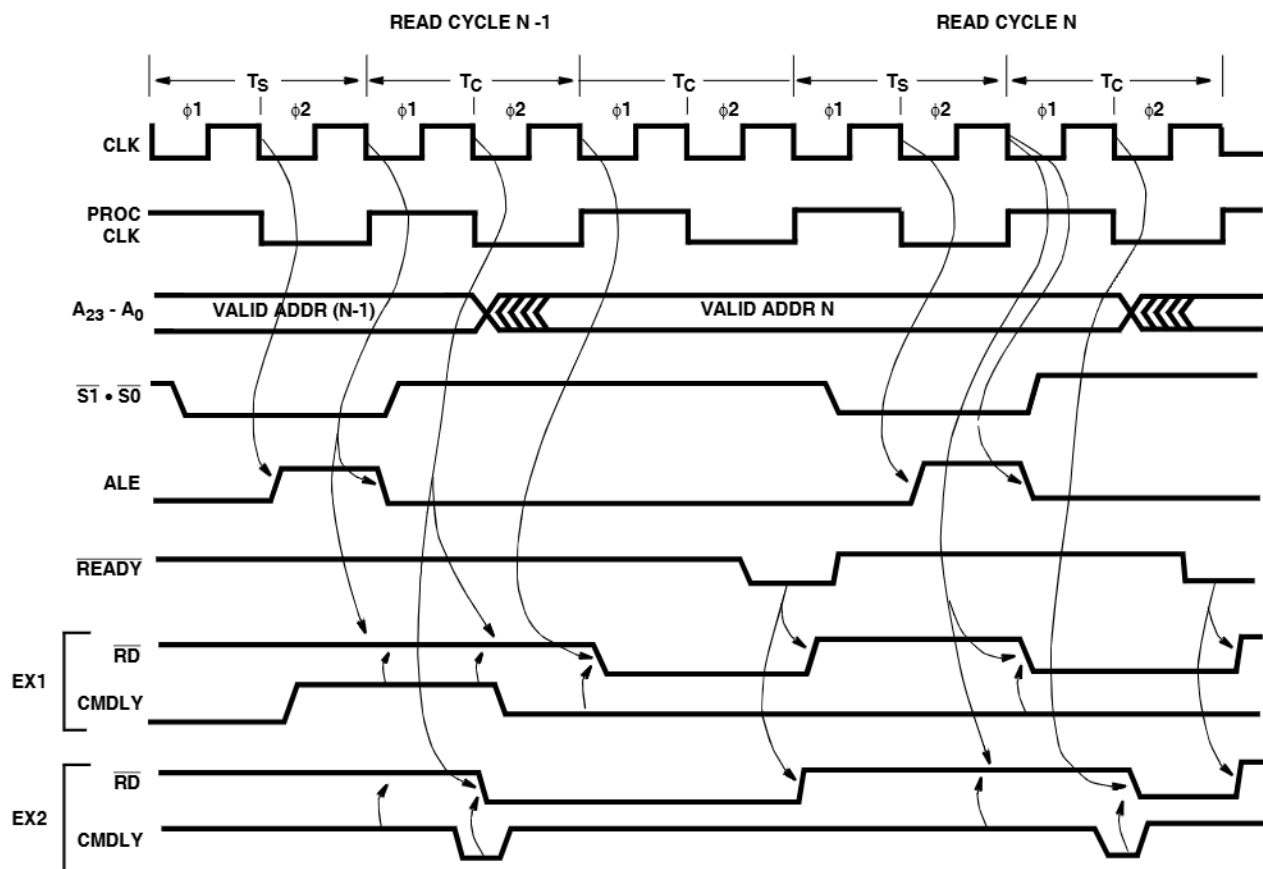 READ CYCLE N -1 READ CYCLE N
TS TC TC TS TC
ϕ1 ϕ2 ϕ1 ϕ2 ϕ1 ϕ2 ϕ1 ϕ2 ϕ1 ϕ2
CLK
PROC
CLK
A23 - A0 VALID ADDR (N-1) VALID ADDR N
S1 • S0
ALE
READY
EX1
RD
CMDLY
EX2
RD
CMDLY